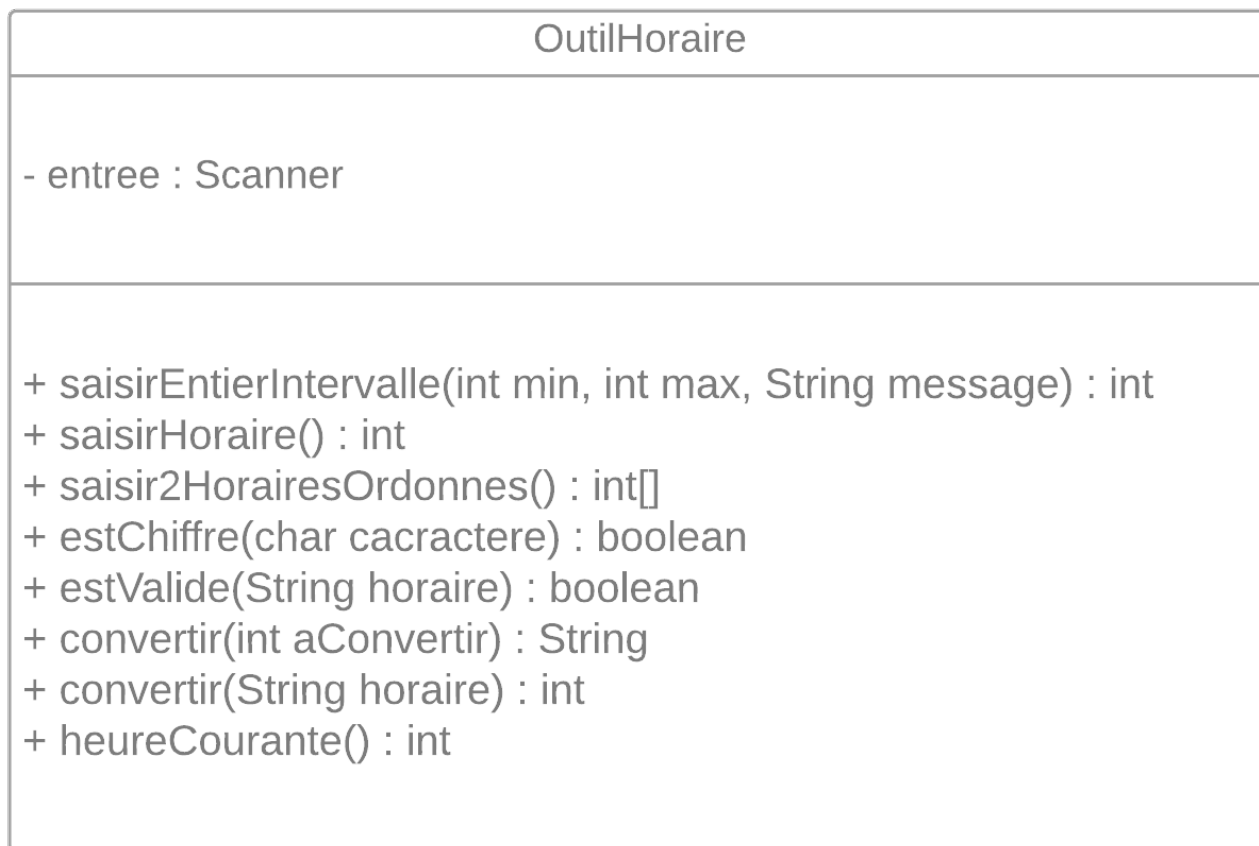 OutilHoraire
- entree : Scanner
+ saisirEntierIntervalle(int min, int max, String message) : int
+ saisirHoraire() : int
+ saisir2HorairesOrdonnes() : int[]
+ estChiffre(char cacractere) : boolean
+ estValide(String horaire) : boolean
+ convertir(int aConvertir) : String
+ convertir(String horaire) : int
+ heureCourante() : int